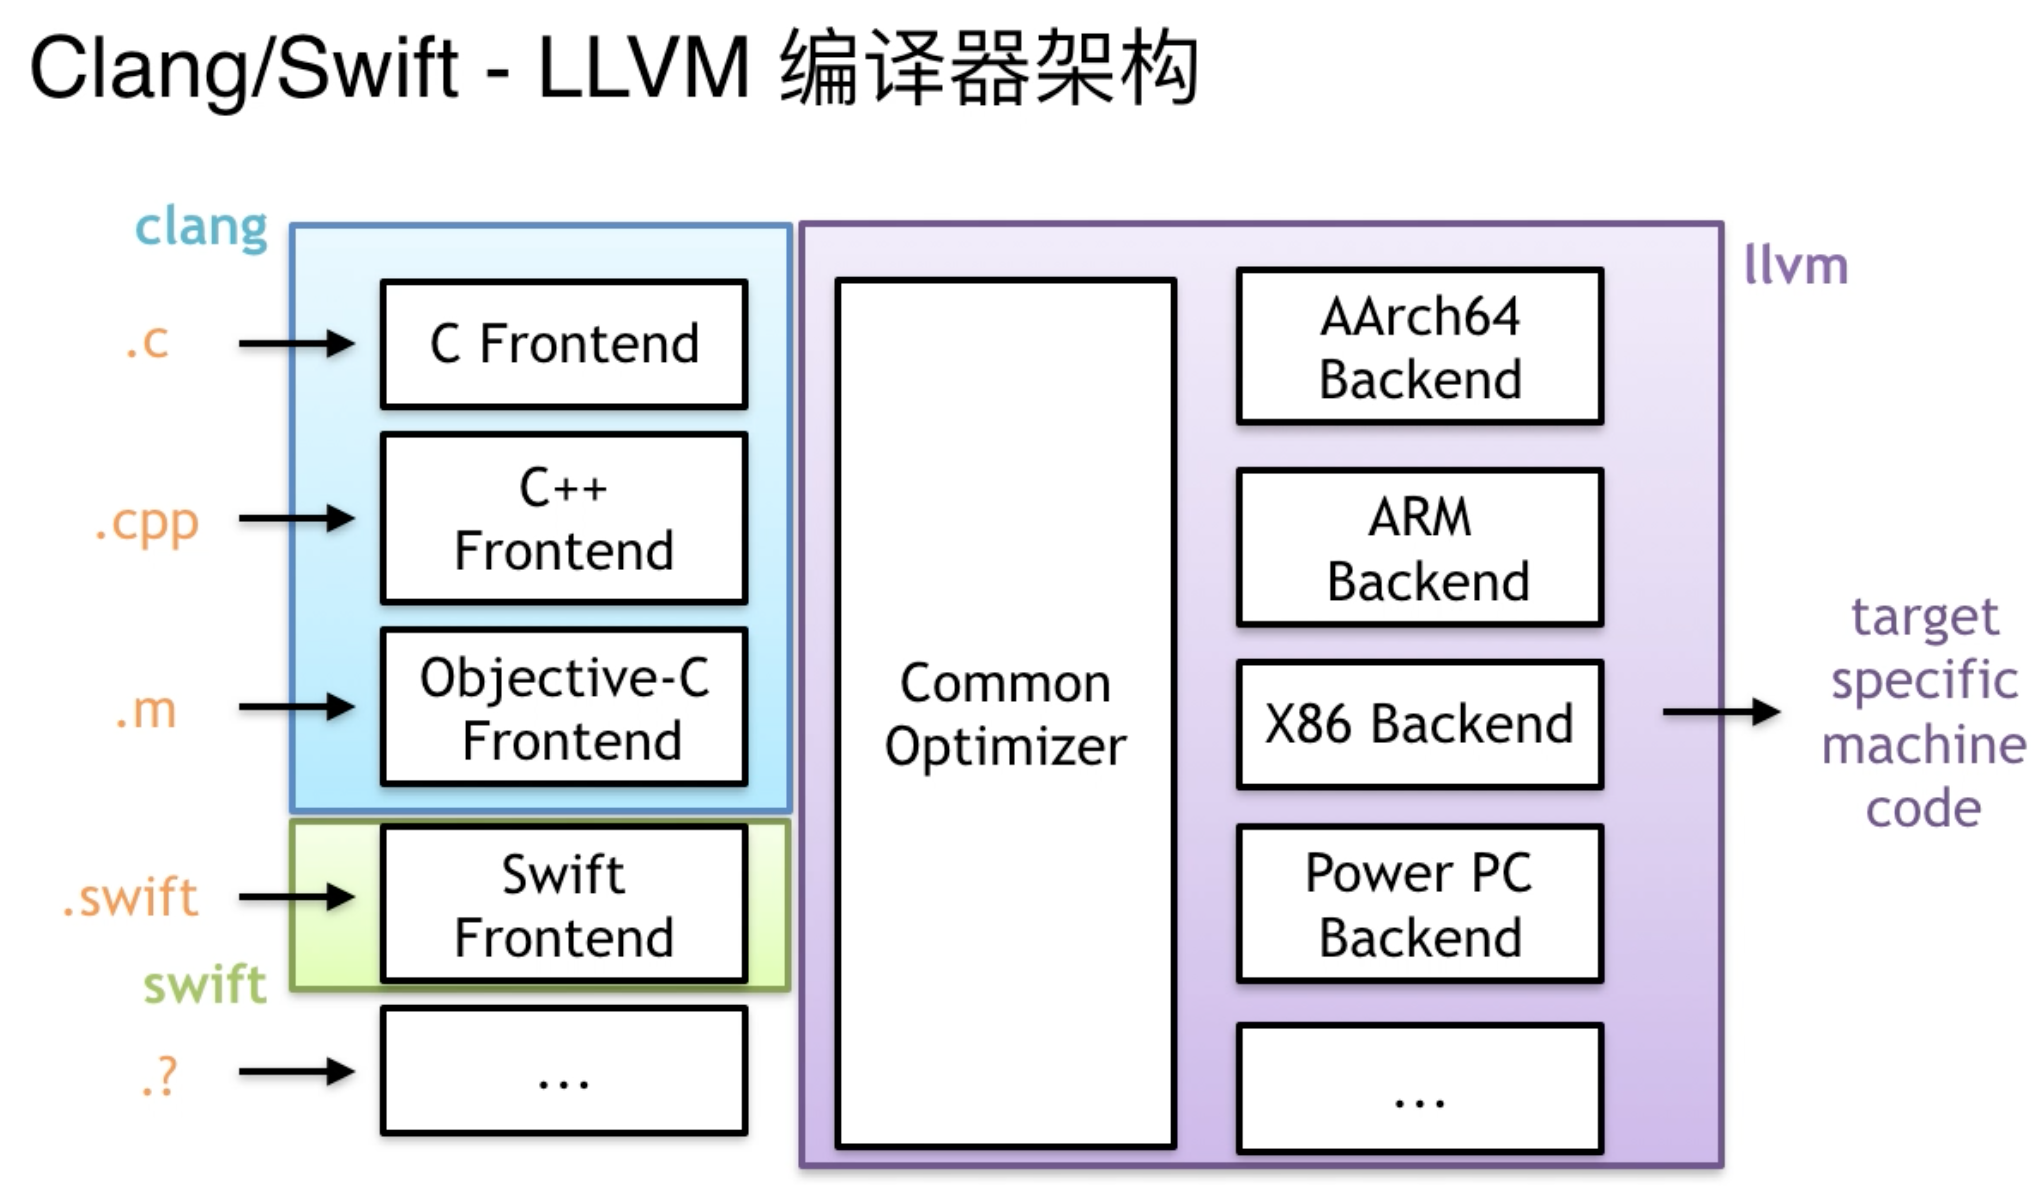 Clang/Swift - LLVM 编译器架构
clang
.c
C Frontend
.cpp
C++
Frontend
.m
Objective-C
Frontend
.swift
swift
Swift
Frontend
.?
...
Common
Optimizer
llvm
AArch64
Backend
ARM
Backend
X86 Backend
Power PC
Backend
...
target
specific
machine
code